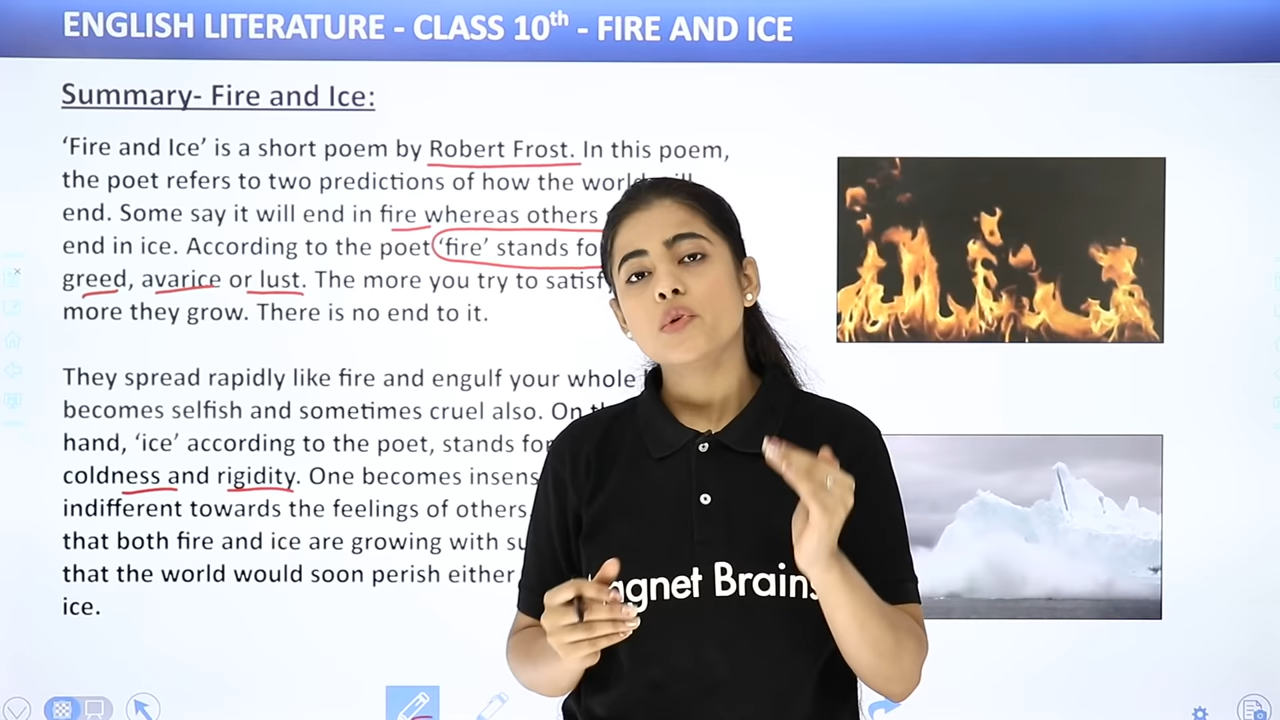 ENGLISH LITERATURE - CLASS 10th - FIRE AND ICE
Summary- Fire and Ice:
‘Fire and Ice’ is a short poem by Robert Frost. In this poem,
the poet refers to two predictions of how the world will
end. Some say it will end in fire whereas others
end in ice. According to the poet ‘fire’ stands
greed, avarice or lust. The more you try to
more they grow. There is no end to it.
They spread rapidly like fire and engulf your whole
becomes selfish and sometimes cruel also. On
hand, ‘ice’ according to the poet, stands
coldness and rigidity. One becomes
indifferent towards the feelings of others.
that both fire and ice are growing with
that the world would soon perish either
ice.
Brains